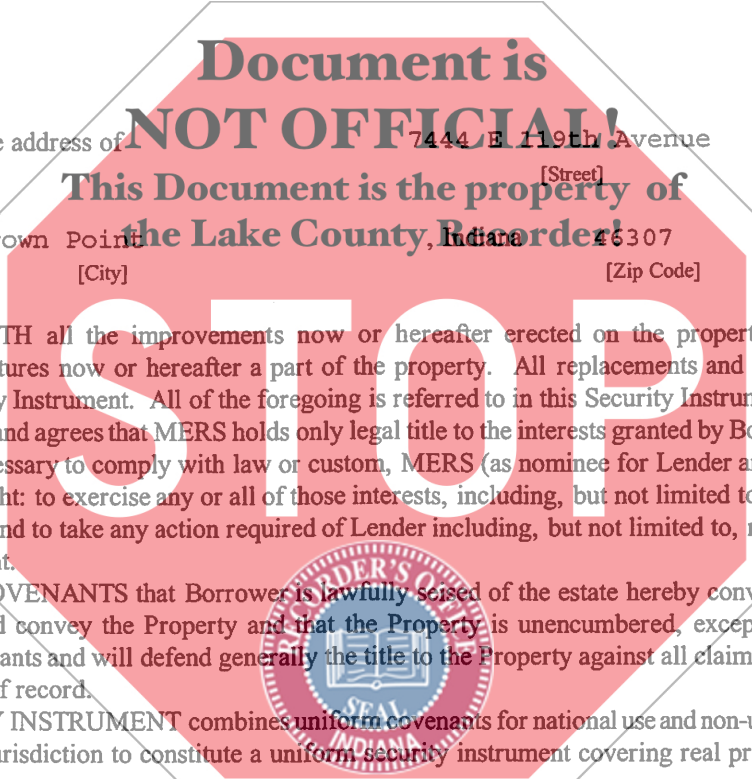 Document is
e address of NOT OFFICIAL! 7444 E 119th Avenue
[Street]
This Document is the property of
own Point the Lake County Recorder! , Indiana 46307
[City] [Zip Code]
STOP
TH all the improvements now or hereafter erected on the propert
tures now or hereafter a part of the property. All replacements and
y Instrument. All of the foregoing is referred to in this Security Instrum
and agrees that MERS holds only legal title to the interests granted by Bo
essary to comply with law or custom, MERS (as nominee for Lender a
ht: to exercise any or all of those interests, including, but not limited to
nd to take any action required of Lender including, but not limited to, r
t.
OVENANTS that Borrower is lawfully seised of the estate hereby conv
d convey the Property and that the Property is unencumbered, excep
ants and will defend generally the title to the Property against all claim
f record.
Y INSTRUMENT combines uniform covenants for national use and non-u
urisdiction to constitute a uniform security instrument covering real pr
RECORDER'S OFFICE
SEAL
INDIANA